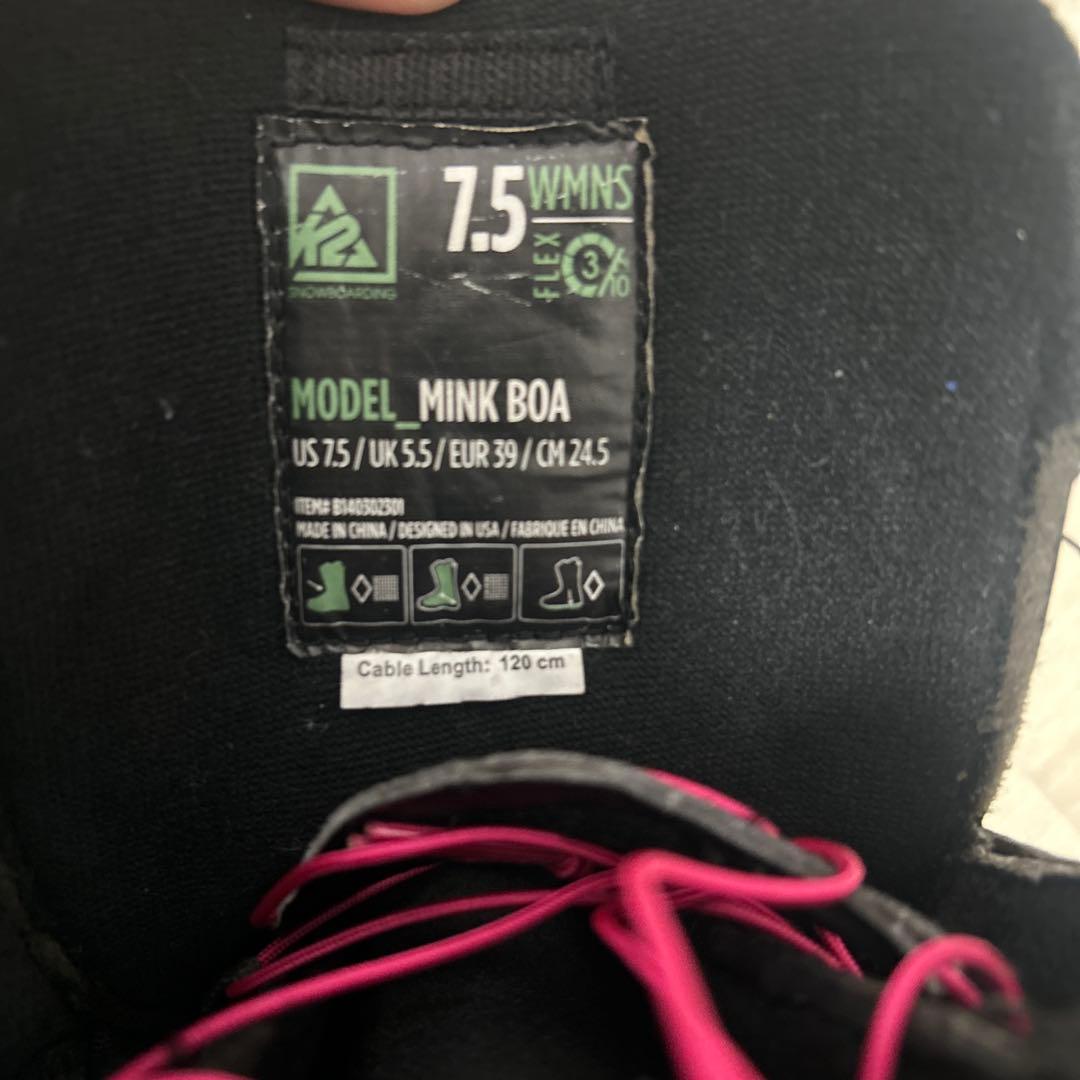 K2
SNOWBOARDING
7.5 WMNS
FLEX 3/10
MODEL_MINK BOA
US 7.5 / UK 5.5 / EUR 39 / CM 24.5
ITEM# B140302301
MADE IN CHINA / DESIGNED IN USA / FABRIQUE EN CHINA
Cable Length: 120 cm